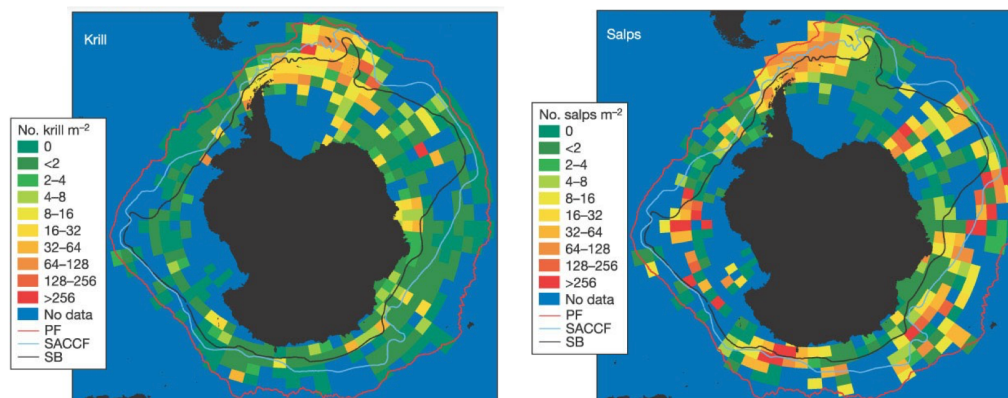 Krill
No. krill m⁻²
0
<2
2–4
4–8
8–16
16–32
32–64
64–128
128–256
>256
No data
PF
SACCF
SB
Salps
No. salps m⁻²
0
<2
2–4
4–8
8–16
16–32
32–64
64–128
128–256
>256
No data
PF
SACCF
SB